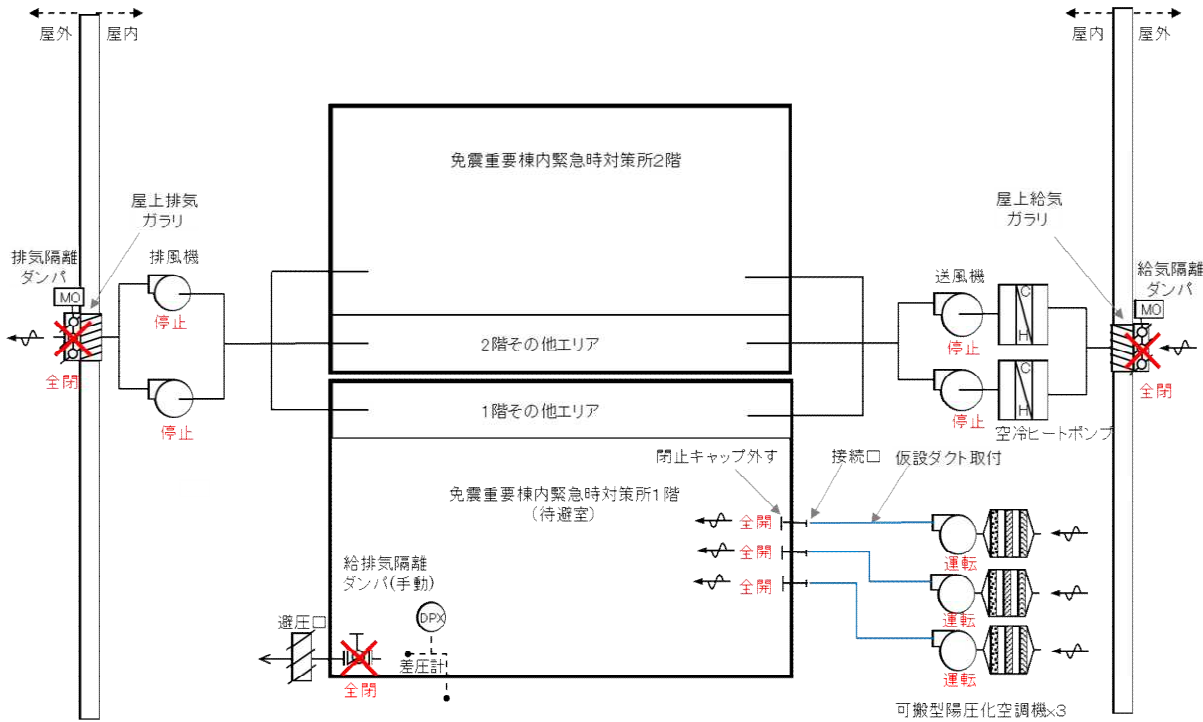 屋外 屋内
屋内 屋外
免震重要棟内緊急時対策所2階
屋上排気
ガラリ
屋上給気
ガラリ
排気隔離
ダンパ
排風機
送風機
給気隔離
ダンパ
MO
C
MO
停止
H
停止
2階その他エリア
全閉
C
全閉
1階その他エリア
停止
停止
H
空冷ヒートポンプ
閉止キャップ外す
接続口
仮設ダクト取付
免震重要棟内緊急時対策所1階
(待避室)
全開
全開
運転
給排気隔離
ダンパ(手動)
全開
DPX
運転
避圧口
差圧計
全閉
運転
可搬型陽圧化空調機x3